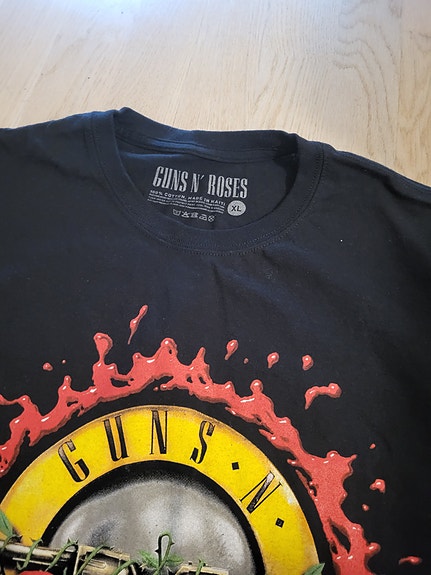 GUNS N' ROSES
100% COTTON, MADE IN HAITI
XL
GUNS · N ·